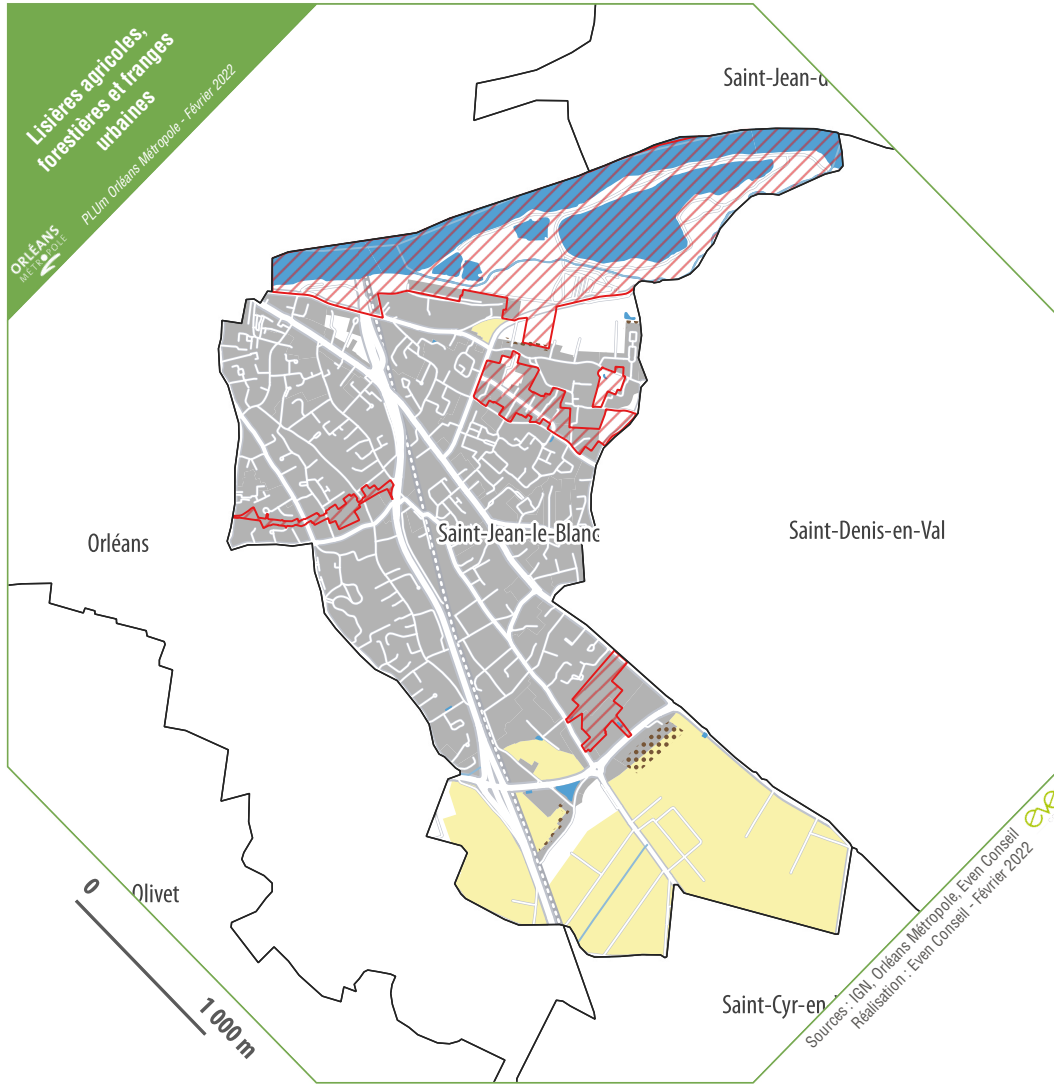 Lisières agricoles,
forestières et franges
urbaines
PLUm Orléans Métropole - Février 2022
ORLÉANS
MÉTROPOLE
Saint-Jean-d
Orléans
Saint-Jean-le-Blanc
Saint-Denis-en-Val
Olivet
Saint-Cyr-en-
0
1 000 m
Sources : IGN, Orléans Métropole, Even Conseil
Réalisation : Even Conseil - Février 2022
eve